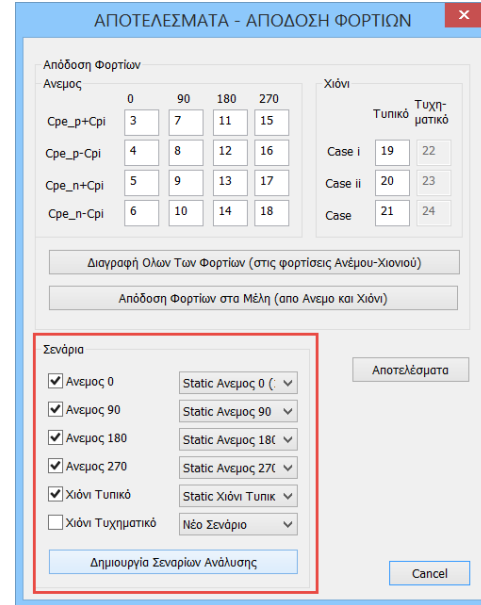 ΑΠΟΤΕΛΕΣΜΑΤΑ - ΑΠΟΔΟΣΗ ΦΟΡΤΙΩΝ
Απόδοση Φορτίων
Ανεμος
0 90 180 270
Cpe_p+Cpi 3 7 11 15
Cpe_p-Cpi 4 8 12 16
Cpe_n+Cpi 5 9 13 17
Cpe_n-Cpi 6 10 14 18
Χιόνι
Τυπικό Τυχη-
ματικό
Case i 19 22
Case ii 20 23
Case 21 24
Διαγραφή Ολων Των Φορτίων (στις φορτίσεις Ανέμου-Χιονιού)
Απόδοση Φορτίων στα Μέλη (απο Ανεμο και Χιόνι)
Σενάρια
Ανεμος 0 Static Ανεμος 0 (
Ανεμος 90 Static Ανεμος 90
Ανεμος 180 Static Ανεμος 180
Ανεμος 270 Static Ανεμος 270
Χιόνι Τυπικό Static Χιόνι Τυπικ
Χιόνι Τυχηματικό Νέο Σενάριο
Δημιουργία Σεναρίων Ανάλυσης
Αποτελέσματα
Cancel